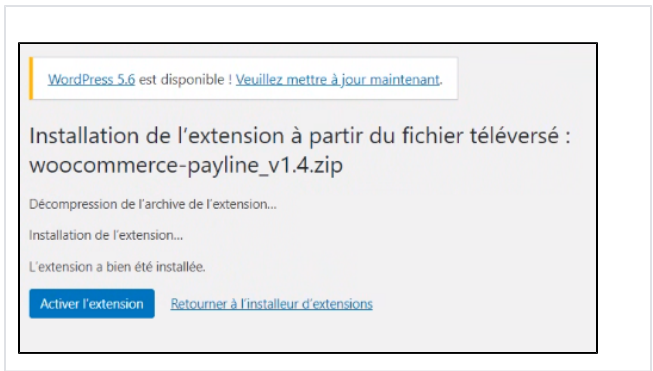 WordPress 5.6 est disponible ! Veuillez mettre à jour maintenant.
Installation de l’extension à partir du fichier téléversé :
woocommerce-payline_v1.4.zip
Décompression de l’archive de l’extension…
Installation de l’extension…
L’extension a bien été installée.
Activer l’extension Retourner à l’installeur d’extensions